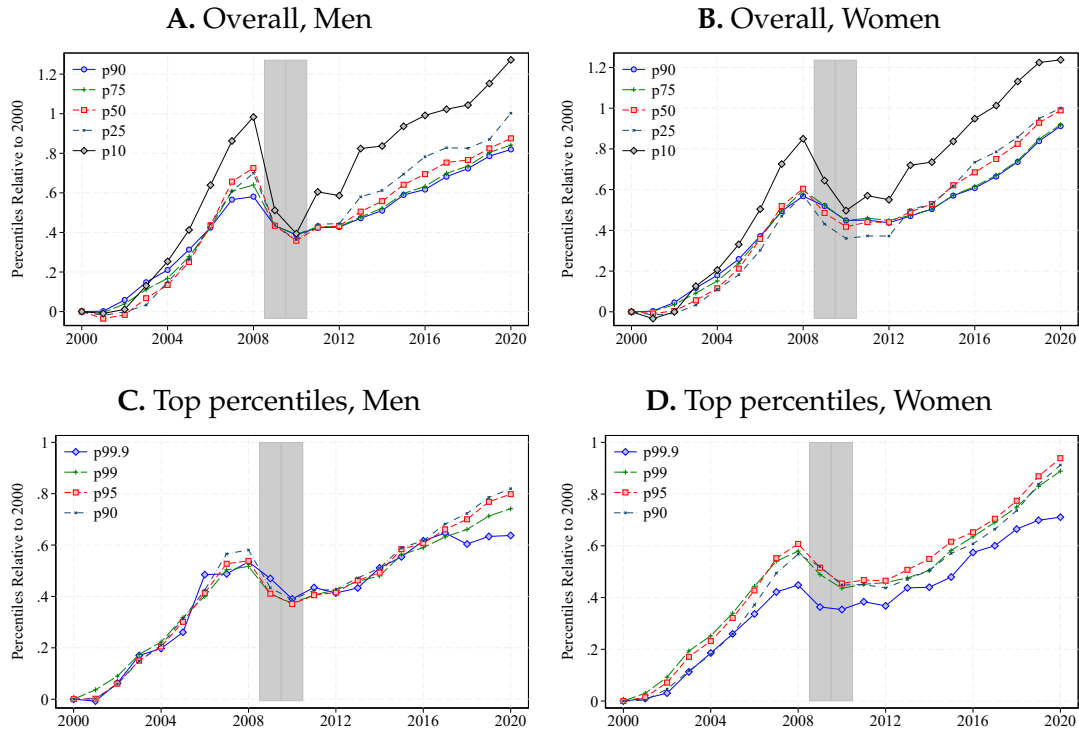 A. Overall, Men
Percentiles Relative to 2000
1.2
1
.8
.6
.4
.2
0
p90
p75
p50
p25
p10
2000 2004 2008 2012 2016 2020
B. Overall, Women
Percentiles Relative to 2000
1.2
1
.8
.6
.4
.2
0
p90
p75
p50
p25
p10
2000 2004 2008 2012 2016 2020
C. Top percentiles, Men
Percentiles Relative to 2000
1
.8
.6
.4
.2
0
p99.9
p99
p95
p90
2000 2004 2008 2012 2016 2020
D. Top percentiles, Women
Percentiles Relative to 2000
1
.8
.6
.4
.2
0
p99.9
p99
p95
p90
2000 2004 2008 2012 2016 2020